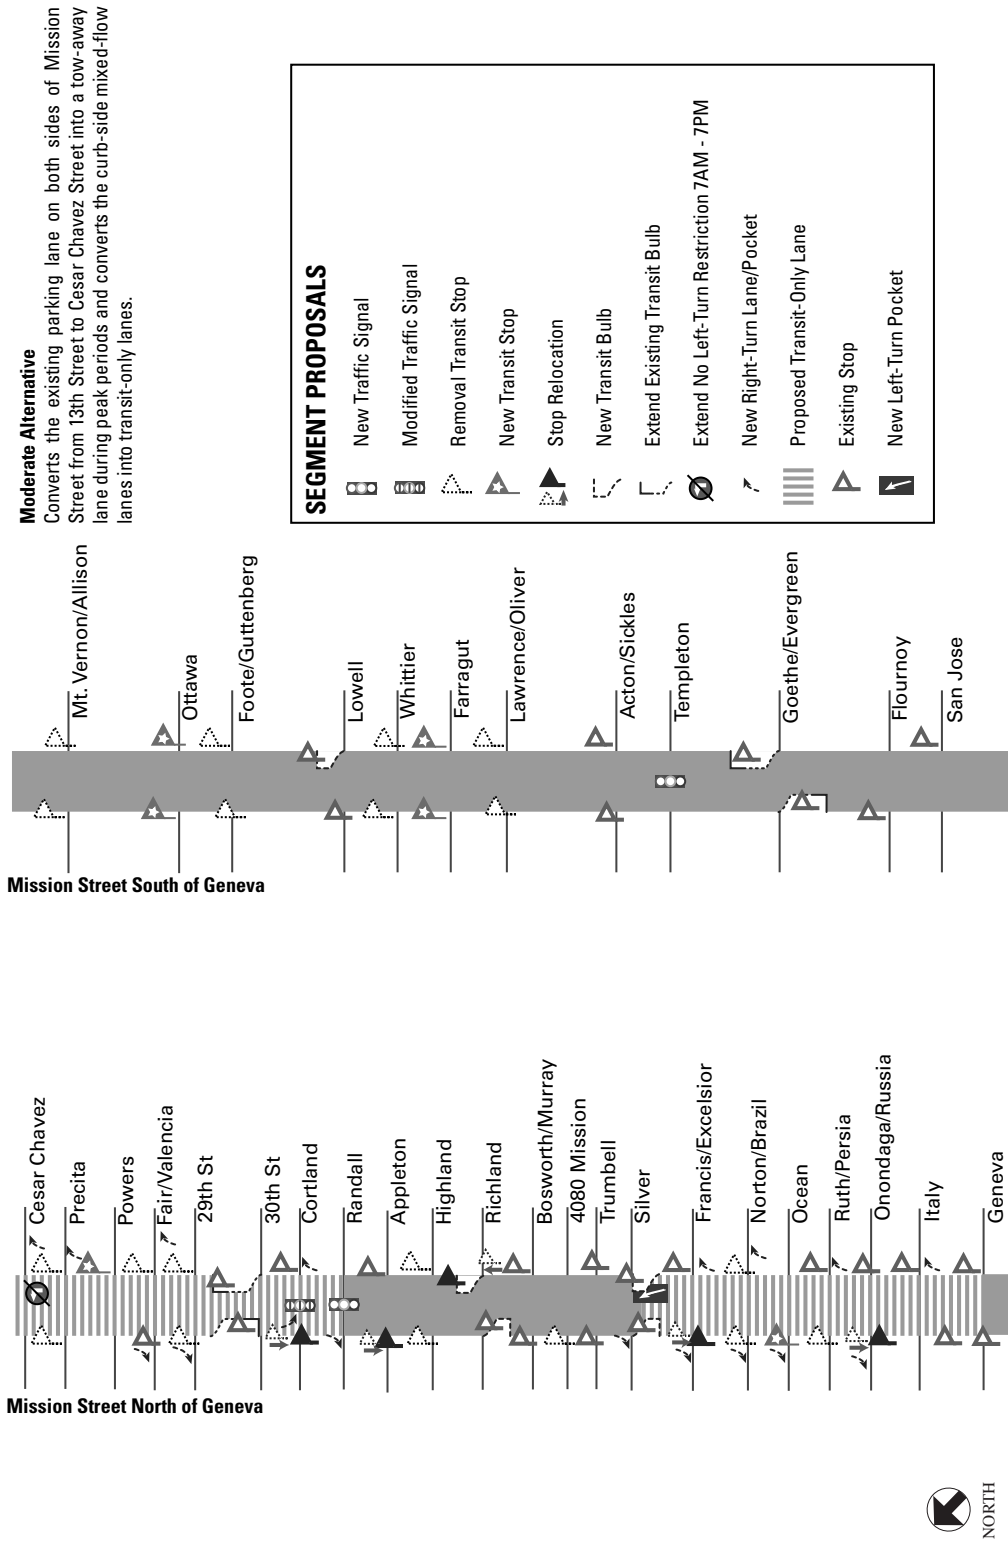 Moderate Alternative
Converts the existing parking lane on both sides of Mission
Street from 13th Street to Cesar Chavez Street into a tow-away
lane during peak periods and converts the curb-side mixed-flow
lanes into transit-only lanes.
SEGMENT PROPOSALS
New Traffic Signal
Modified Traffic Signal
Removal Transit Stop
New Transit Stop
Stop Relocation
New Transit Bulb
Extend Existing Transit Bulb
Extend No Left-Turn Restriction 7AM - 7PM
New Right-Turn Lane/Pocket
Proposed Transit-Only Lane
Existing Stop
New Left-Turn Pocket
Mission Street South of Geneva
Mt. Vernon/Allison
Ottawa
Foote/Guttenberg
Lowell
Whittier
Farragut
Lawrence/Oliver
Acton/Sickles
Templeton
Goethe/Evergreen
Flournoy
San Jose
Mission Street North of Geneva
Cesar Chavez
Precita
Powers
Fair/Valencia
29th St
30th St
Cortland
Randall
Appleton
Highland
Richland
Bosworth/Murray
4080 Mission
Trumbell
Silver
Francis/Excelsior
Norton/Brazil
Ocean
Ruth/Persia
Onondaga/Russia
Italy
Geneva
NORTH